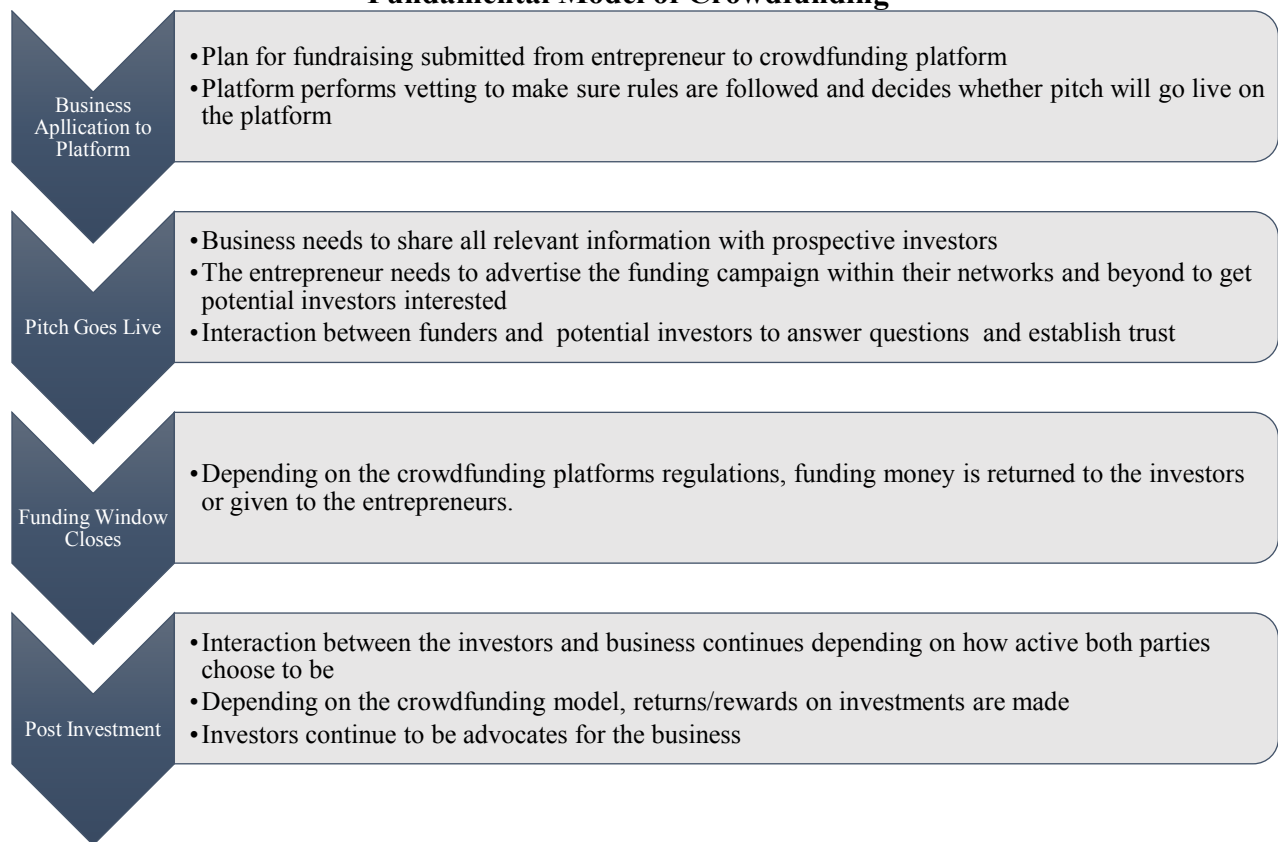 Fundamental Model of Crowdfunding
Business
Apllication to
Platform
•Plan for fundraising submitted from entrepreneur to crowdfunding platform
•Platform performs vetting to make sure rules are followed and decides whether pitch will go live on
the platform
Pitch Goes Live
•Business needs to share all relevant information with prospective investors
•The entrepreneur needs to advertise the funding campaign within their networks and beyond to get
potential investors interested
•Interaction between funders and potential investors to answer questions and establish trust
Funding Window
Closes
•Depending on the crowdfunding platforms regulations, funding money is returned to the investors
or given to the entrepreneurs.
Post Investment
•Interaction between the investors and business continues depending on how active both parties
choose to be
•Depending on the crowdfunding model, returns/rewards on investments are made
•Investors continue to be advocates for the business